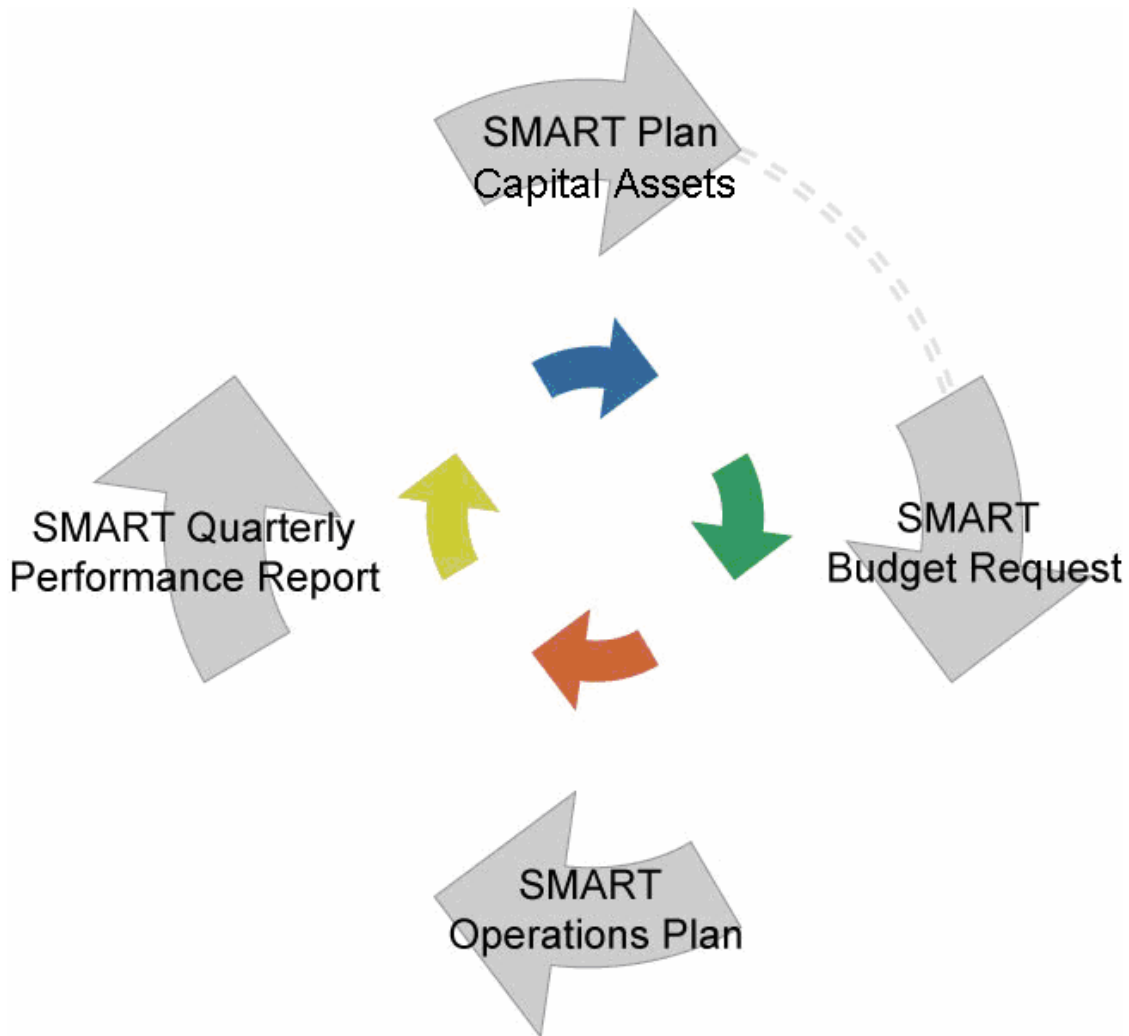 SMART Plan
Capital Assets
SMART Quarterly
Performance Report
SMART
Budget Request
SMART
Operations Plan